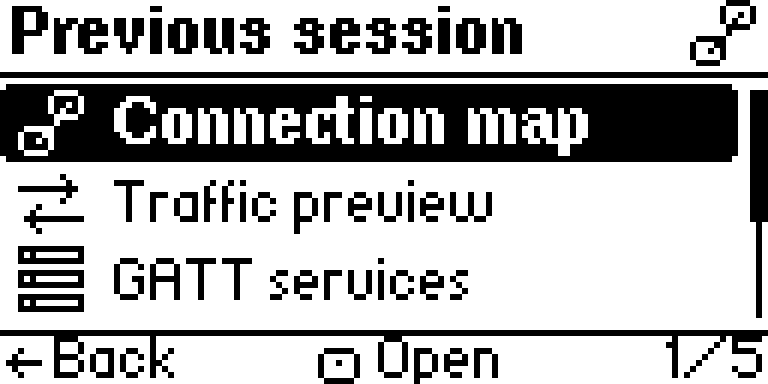 Previous session
Connection map
Traffic preview
GATT services
Back Open 1/5